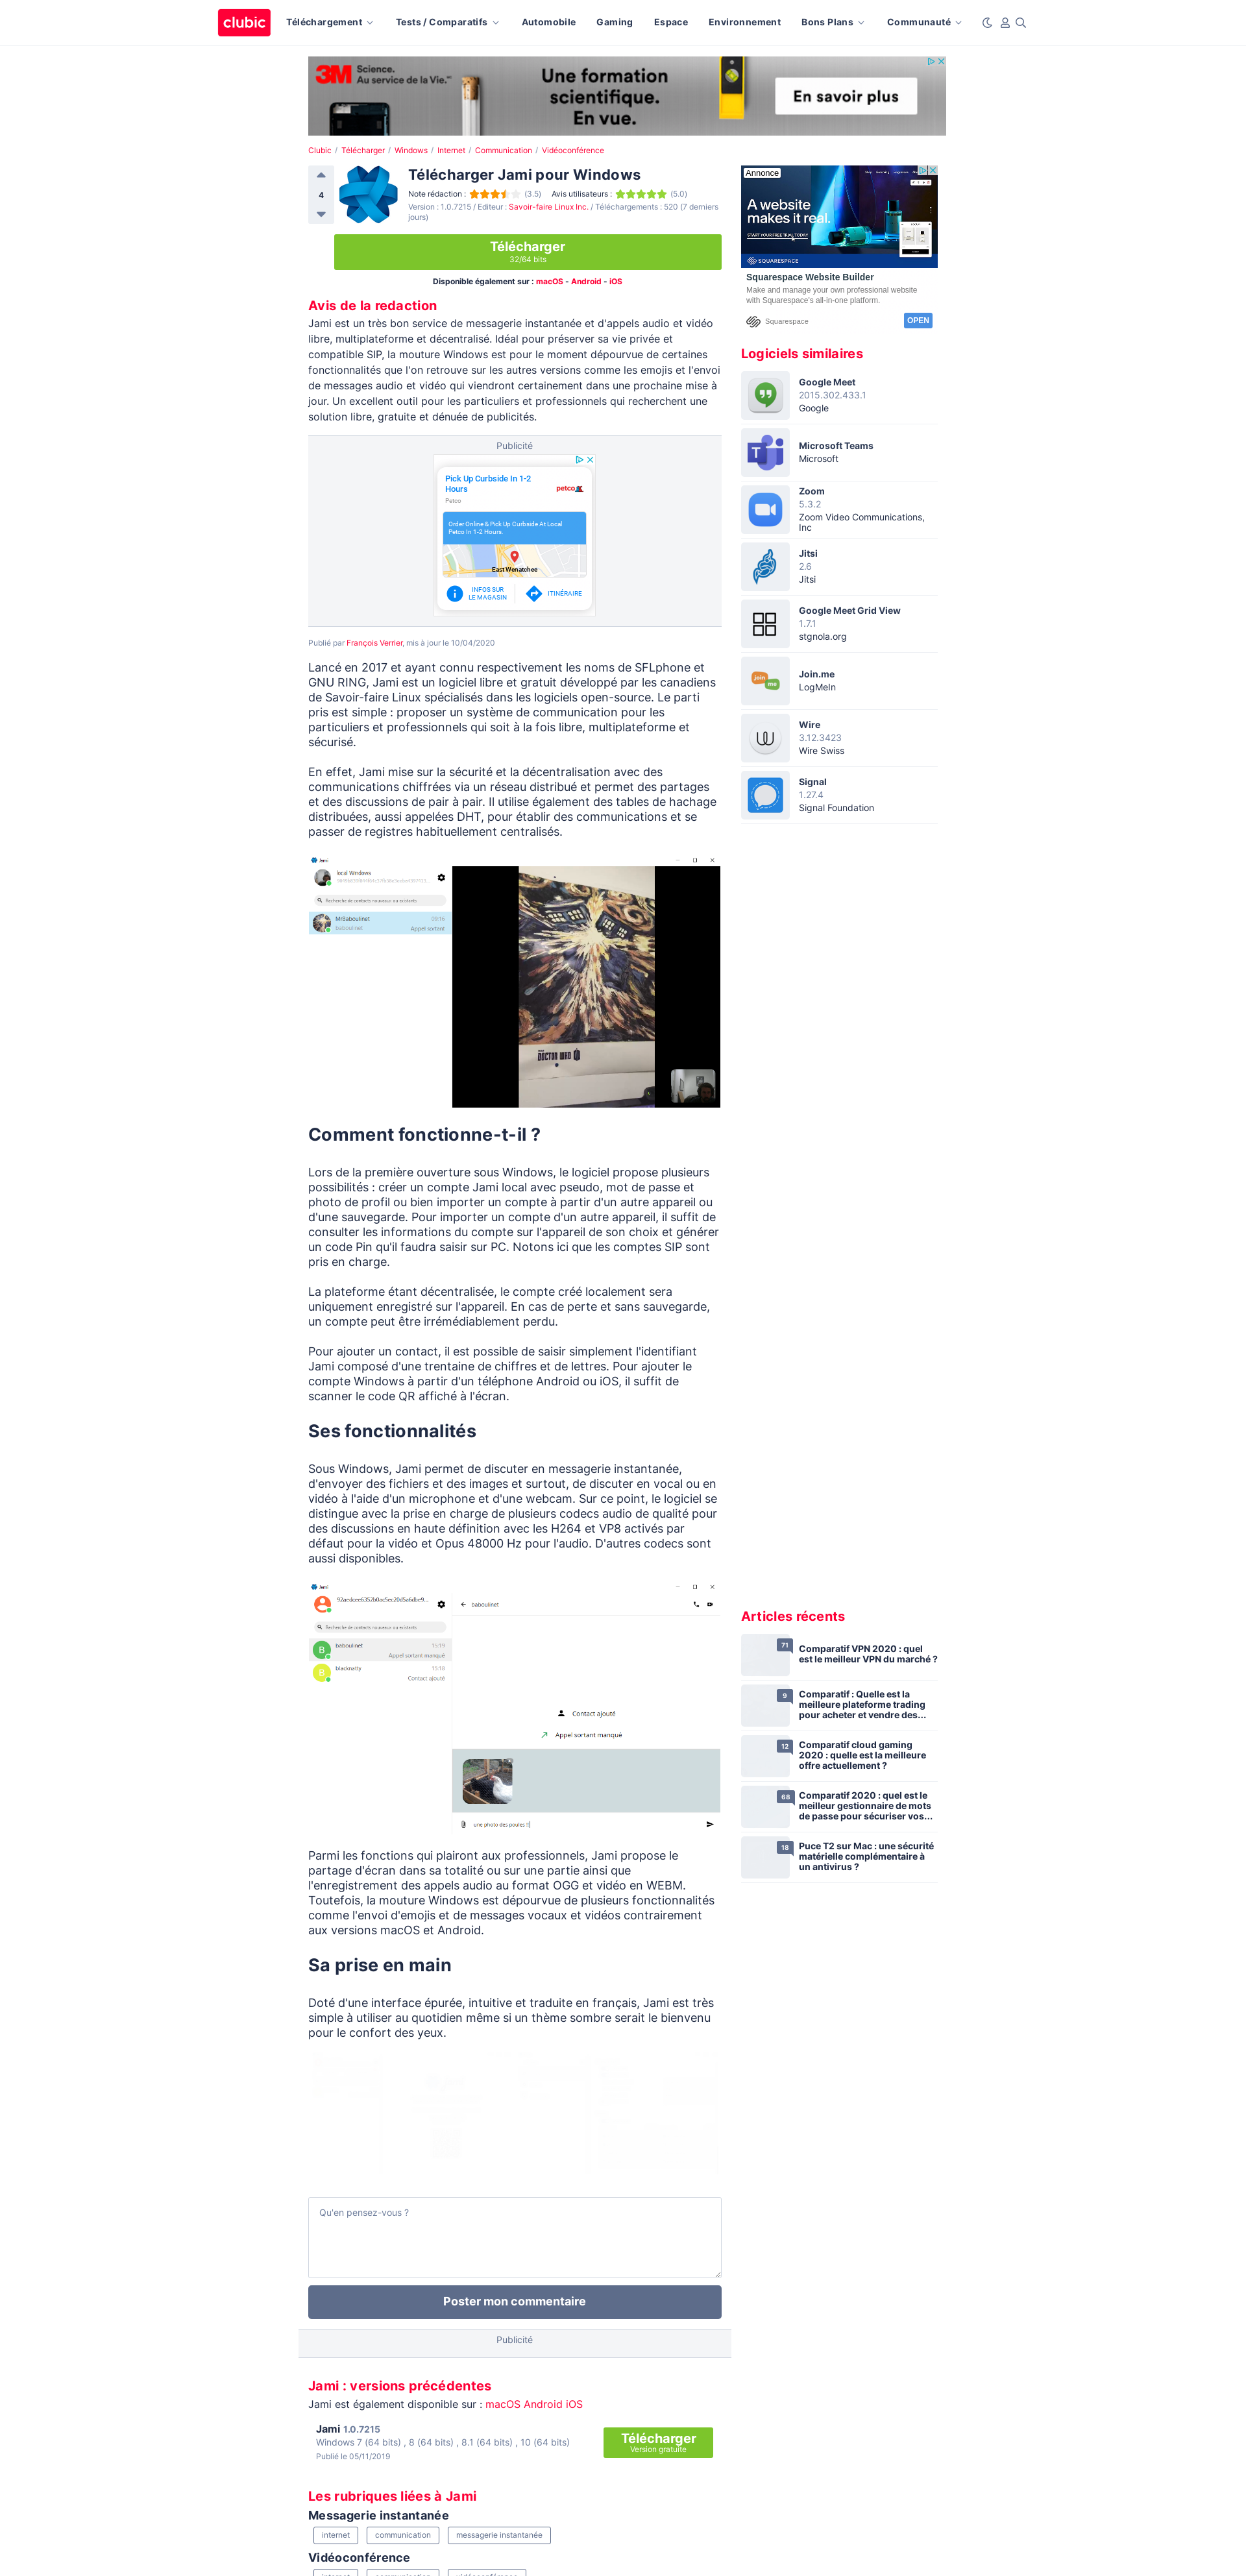 clubic
Téléchargement
Tests / Comparatifs
Automobile
Gaming
Espace
Environnement
Bons Plans
Communauté
3M Science.
Au service de la Vie.™
Une formation
scientifique.
En vue.
En savoir plus
Clubic / Télécharger / Windows / Internet / Communication / Vidéoconférence
4
Télécharger Jami pour Windows
Note rédaction : (3.5) Avis utilisateurs : (5.0)
Version : 1.0.7215 / Editeur : Savoir-faire Linux Inc. / Téléchargements : 520 (7 derniers
jours)
Télécharger
32/64 bits
Disponible également sur : macOS - Android - iOS
Avis de la redaction
Jami est un très bon service de messagerie instantanée et d'appels audio et vidéo
libre, multiplateforme et décentralisé. Idéal pour préserver sa vie privée et
compatible SIP, la mouture Windows est pour le moment dépourvue de certaines
fonctionnalités que l'on retrouve sur les autres versions comme les emojis et l'envoi
de messages audio et vidéo qui viendront certainement dans une prochaine mise à
jour. Un excellent outil pour les particuliers et professionnels qui recherchent une
solution libre, gratuite et dénuée de publicités.
Publicité
Pick Up Curbside In 1-2
Hours
Petco
petco
Order Online & Pick Up Curbside At Local
Petco In 1-2 Hours.
East Wenatchee
INFOS SUR
LE MAGASIN
ITINÉRAIRE
Publié par François Verrier, mis à jour le 10/04/2020
Lancé en 2017 et ayant connu respectivement les noms de SFLphone et
GNU RING, Jami est un logiciel libre et gratuit développé par les canadiens
de Savoir-faire Linux spécialisés dans les logiciels open-source. Le parti
pris est simple : proposer un système de communication pour les
particuliers et professionnels qui soit à la fois libre, multiplateforme et
sécurisé.
En effet, Jami mise sur la sécurité et la décentralisation avec des
communications chiffrées via un réseau distribué et permet des partages
et des discussions de pair à pair. Il utilise également des tables de hachage
distribuées, aussi appelées DHT, pour établir des communications et se
passer de registres habituellement centralisés.
Jami
local Windows
Recherche de contacts nouveaux ou existants
Mrllaboulinet 09:16
baboulinet Appel sortant
DOCTOR WHO
Comment fonctionne-t-il ?
Lors de la première ouverture sous Windows, le logiciel propose plusieurs
possibilités : créer un compte Jami local avec pseudo, mot de passe et
photo de profil ou bien importer un compte à partir d'un autre appareil ou
d'une sauvegarde. Pour importer un compte d'un autre appareil, il suffit de
consulter les informations du compte sur l'appareil de son choix et générer
un code Pin qu'il faudra saisir sur PC. Notons ici que les comptes SIP sont
pris en charge.
La plateforme étant décentralisée, le compte créé localement sera
uniquement enregistré sur l'appareil. En cas de perte et sans sauvegarde,
un compte peut être irrémédiablement perdu.
Pour ajouter un contact, il est possible de saisir simplement l'identifiant
Jami composé d'une trentaine de chiffres et de lettres. Pour ajouter le
compte Windows à partir d'un téléphone Android ou iOS, il suffit de
scanner le code QR affiché à l'écran.
Ses fonctionnalités
Sous Windows, Jami permet de discuter en messagerie instantanée,
d'envoyer des fichiers et des images et surtout, de discuter en vocal ou en
vidéo à l'aide d'un microphone et d'une webcam. Sur ce point, le logiciel se
distingue avec la prise en charge de plusieurs codecs audio de qualité pour
des discussions en haute définition avec les H264 et VP8 activés par
défaut pour la vidéo et Opus 48000 Hz pour l'audio. D'autres codecs sont
aussi disponibles.
Jami
baboulinet
Recherche de contacts nouveaux ou existants
B baboulinet 15:19
Appel sortant manqué
B blacknelly 15:18
Contact ajouté
Contact ajouté
Appel sortant manqué
une photo des poules :)
Parmi les fonctions qui plairont aux professionnels, Jami propose le
partage d'écran dans sa totalité ou sur une partie ainsi que
l'enregistrement des appels audio au format OGG et vidéo en WEBM.
Toutefois, la mouture Windows est dépourvue de plusieurs fonctionnalités
comme l'envoi d'emojis et de messages vocaux et vidéos contrairement
aux versions macOS et Android.
Sa prise en main
Doté d'une interface épurée, intuitive et traduite en français, Jami est très
simple à utiliser au quotidien même si un thème sombre serait le bienvenu
pour le confort des yeux.
Qu'en pensez-vous ?
Poster mon commentaire
Publicité
Jami : versions précédentes
Jami est également disponible sur : macOS Android iOS
Jami 1.0.7215
Windows 7 (64 bits) , 8 (64 bits) , 8.1 (64 bits) , 10 (64 bits)
Publié le 05/11/2019
Télécharger
Version gratuite
Les rubriques liées à Jami
Messagerie instantanée
internet
communication
messagerie instantanée
Vidéoconférence
Annonce
A website
makes it real.
START YOUR FREE TRIAL TODAY
SQUARESPACE
Squarespace Website Builder
Make and manage your own professional website
with Squarespace's all-in-one platform.
Squarespace
OPEN
Logiciels similaires
Google Meet
2015.302.433.1
Google
Microsoft Teams
Microsoft
Zoom
5.3.2
Zoom Video Communications,
Inc
Jitsi
2.6
Jitsi
Google Meet Grid View
1.7.1
stgnola.org
join
me
Join.me
LogMeIn
Wire
3.12.3423
Wire Swiss
Signal
1.27.4
Signal Foundation
Articles récents
71
Comparatif VPN 2020 : quel
est le meilleur VPN du marché ?
9
Comparatif : Quelle est la
meilleure plateforme trading
pour acheter et vendre des...
12
Comparatif cloud gaming
2020 : quelle est la meilleure
offre actuellement ?
68
Comparatif 2020 : quel est le
meilleur gestionnaire de mots
de passe pour sécuriser vos...
18
Puce T2 sur Mac : une sécurité
matérielle complémentaire à
un antivirus ?